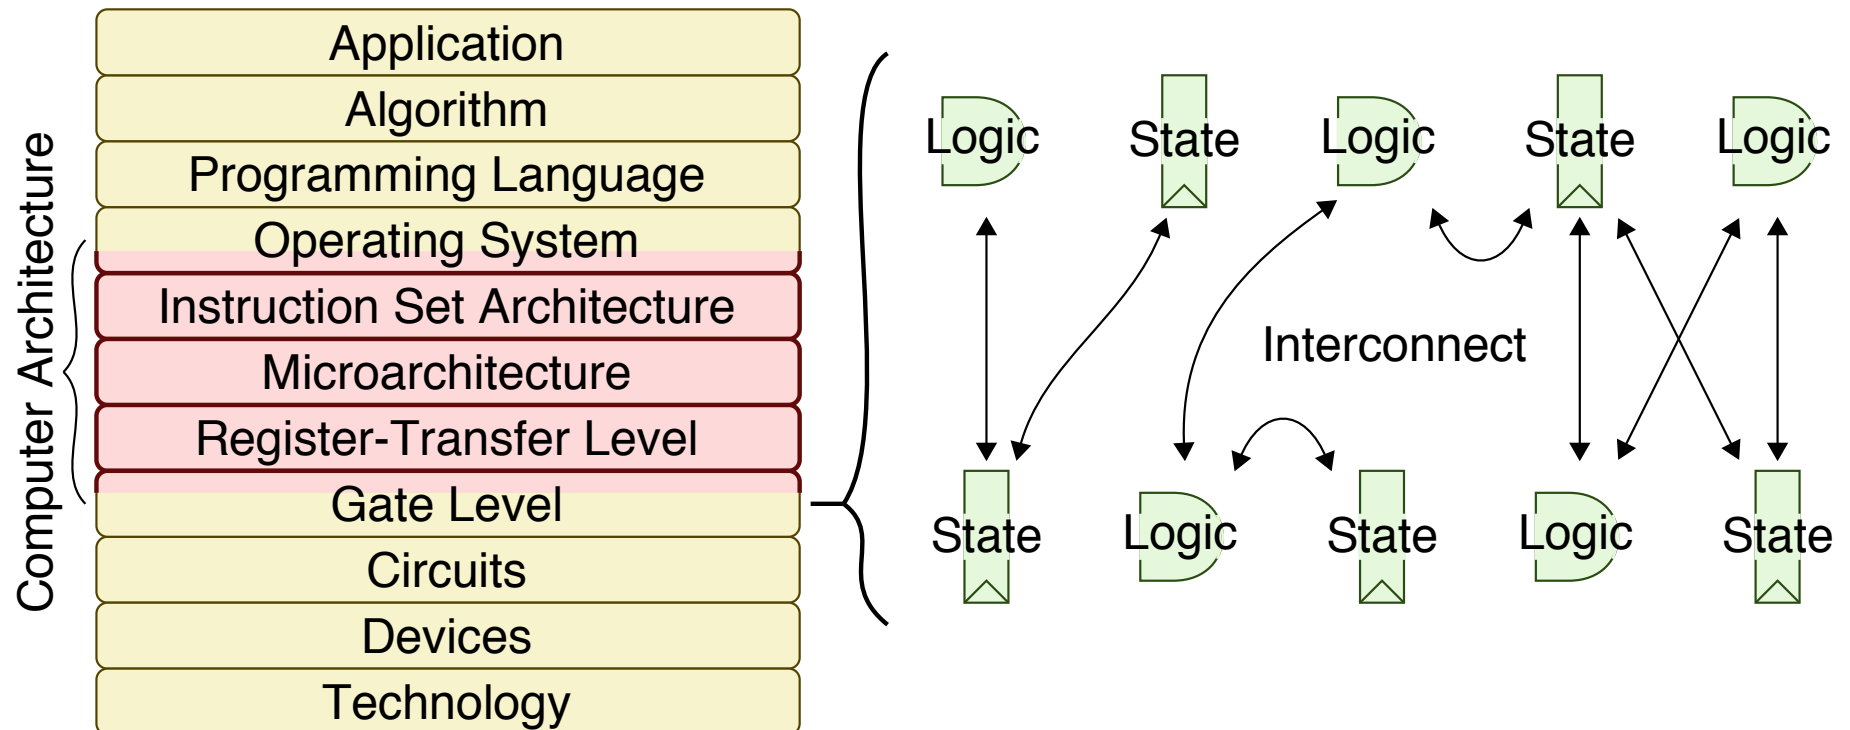 Computer Architecture
Application
Algorithm
Programming Language
Operating System
Instruction Set Architecture
Microarchitecture
Register-Transfer Level
Gate Level
Circuits
Devices
Technology
Logic State Logic State Logic
Interconnect
State Logic State Logic State